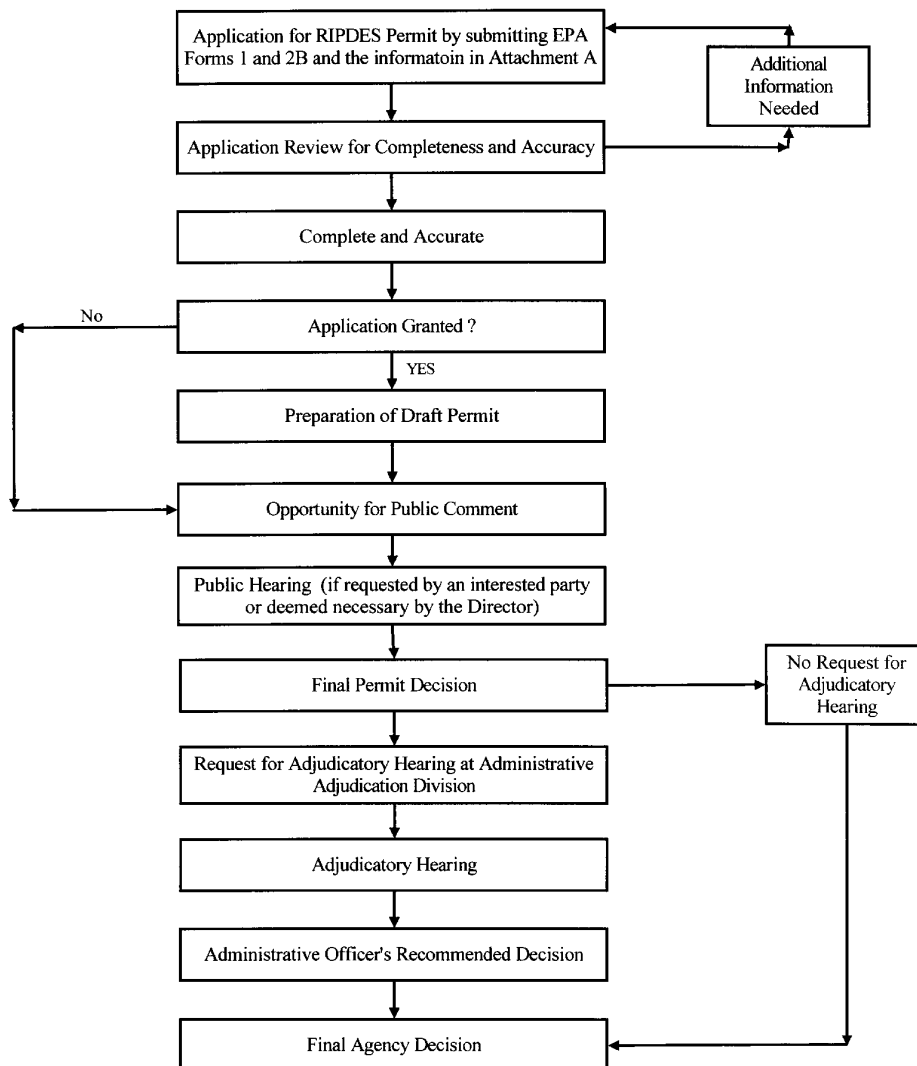 Application for RIPDES Permit by submitting EPA
Forms 1 and 2B and the informatoin in Attachment A
Additional
Information
Needed
Application Review for Completeness and Accuracy
Complete and Accurate
No
Application Granted ?
YES
Preparation of Draft Permit
Opportunity for Public Comment
Public Hearing (if requested by an interested party
or deemed necessary by the Director)
No Request for
Adjudicatory
Hearing
Final Permit Decision
Request for Adjudicatory Hearing at Administrative
Adjudication Division
Adjudicatory Hearing
Administrative Officer's Recommended Decision
Final Agency Decision